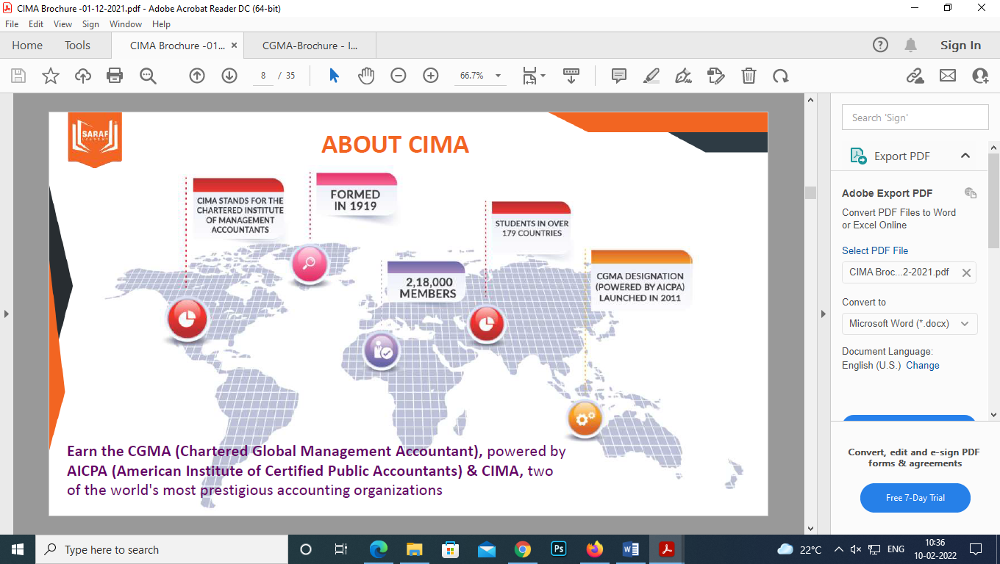 CIMA Brochure -01-12-2021.pdf - Adobe Acrobat Reader DC (64-bit)
File Edit View Sign Window Help
Home Tools CIMA Brochure -01... × CGMA-Brochure - I... Sign In
8 / 35 66.7%
SARAF
ACADEMY
ABOUT CIMA
CIMA STANDS FOR THE
CHARTERED INSTITUTE
OF MANAGEMENT
ACCOUNTANTS
FORMED
IN 1919
2,18,000
MEMBERS
STUDENTS IN OVER
179 COUNTRIES
CGMA DESIGNATION
(POWERED BY AICPA)
LAUNCHED IN 2011
Earn the CGMA (Chartered Global Management Accountant), powered by
AICPA (American Institute of Certified Public Accountants) & CIMA, two
of the world's most prestigious accounting organizations
Search 'Sign'
Export PDF
Adobe Export PDF
Convert PDF Files to Word
or Excel Online
Select PDF File
CIMA Broc...2-2021.pdf
Convert to
Microsoft Word (*.docx)
Document Language:
English (U.S.) Change
Convert, edit and e-sign PDF
forms & agreements
Free 7-Day Trial
Type here to search
Ps
22°C
ENG
10:36
10-02-2022